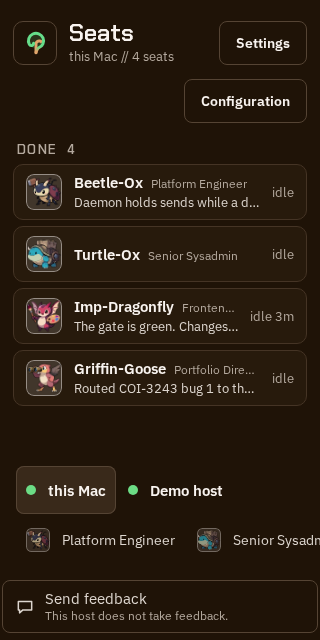 Seats
this Mac // 4 seats
Settings
Configuration
DONE 4
Beetle-Ox Platform Engineer
Daemon holds sends while a d...
idle
Turtle-Ox Senior Sysadmin
idle
Imp-Dragonfly Fronten...
The gate is green. Changes...
idle 3m
Griffin-Goose Portfolio Dire...
Routed COI-3243 bug 1 to th...
idle
this Mac
Demo host
Platform Engineer
Senior Sysadn
Send feedback
This host does not take feedback.